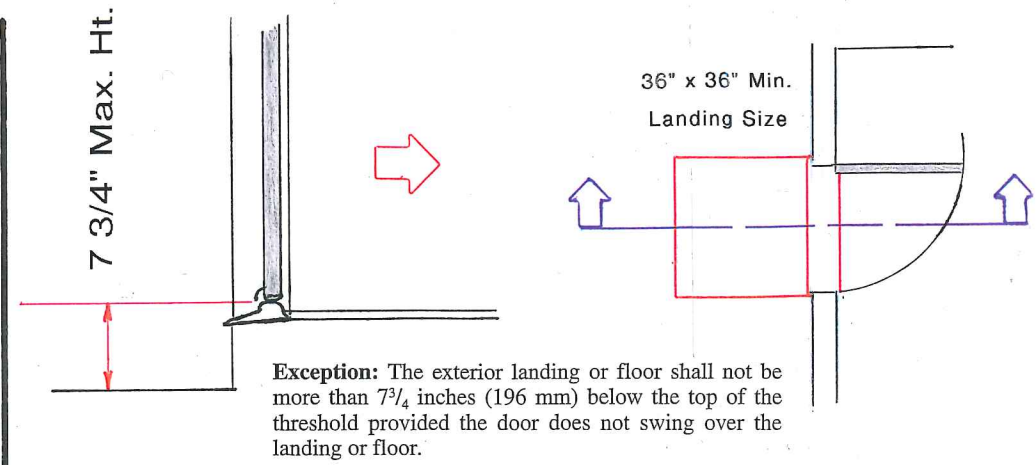 7 3/4" Max. Ht.
36" x 36" Min.
Landing Size
Exception: The exterior landing or floor shall not be
more than 7³/₄ inches (196 mm) below the top of the
threshold provided the door does not swing over the
landing or floor.